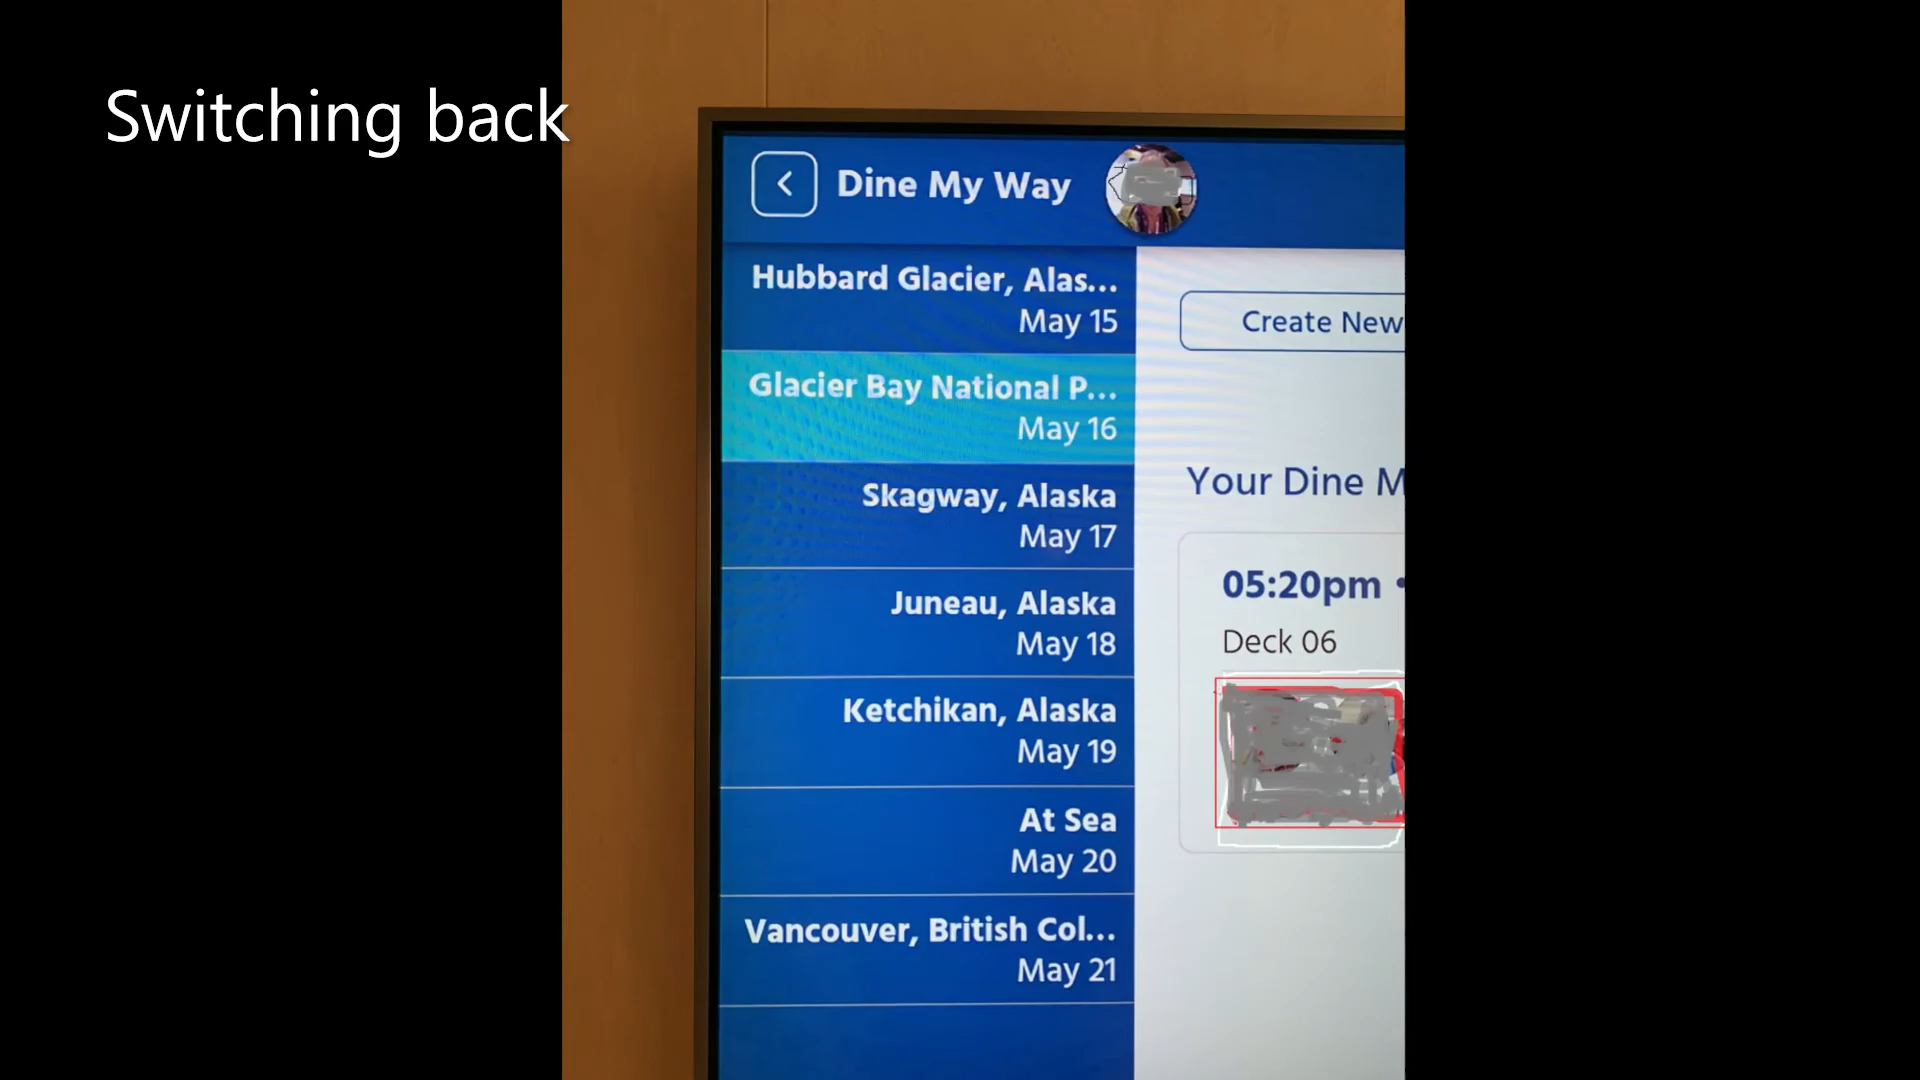 Switching back
Dine My Way
Hubbard Glacier, Alas...
May 15
Glacier Bay National P...
May 16
Skagway, Alaska
May 17
Juneau, Alaska
May 18
Ketchikan, Alaska
May 19
At Sea
May 20
Vancouver, British Col...
May 21
Create New
Your Dine M
05:20pm •
Deck 06